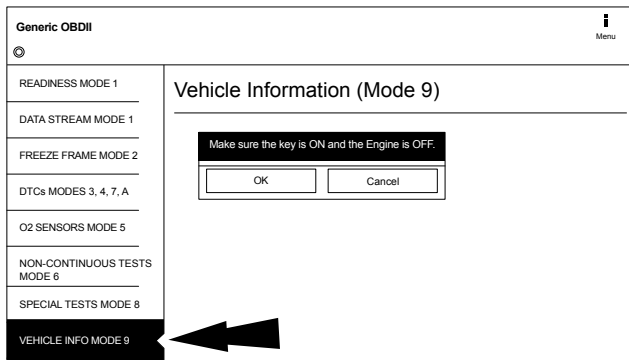 Generic OBDII
Menu
READINESS MODE 1
DATA STREAM MODE 1
FREEZE FRAME MODE 2
DTCs MODES 3, 4, 7, A
O2 SENSORS MODE 5
NON-CONTINUOUS TESTS
MODE 6
SPECIAL TESTS MODE 8
VEHICLE INFO MODE 9
Vehicle Information (Mode 9)
Make sure the key is ON and the Engine is OFF.
OK
Cancel